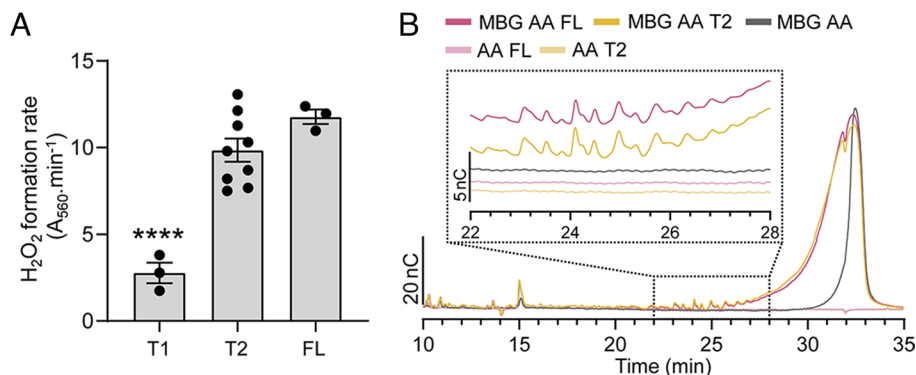 A
H₂O₂ formation rate
(A₅₆₀.min⁻¹)
15
10
5
0
****
T1 T2 FL
B
MBG AA FL MBG AA T2 MBG AA
AA FL AA T2
5 nC
22 24 26 28
20 nC
10 15 20 25 30 35
Time (min)